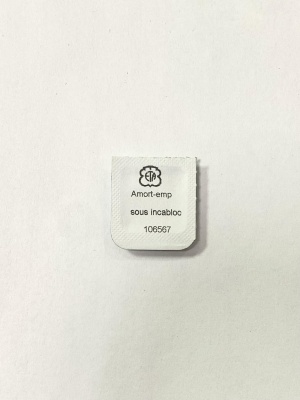 ETA
Amort-emp
sous incabloc
106567